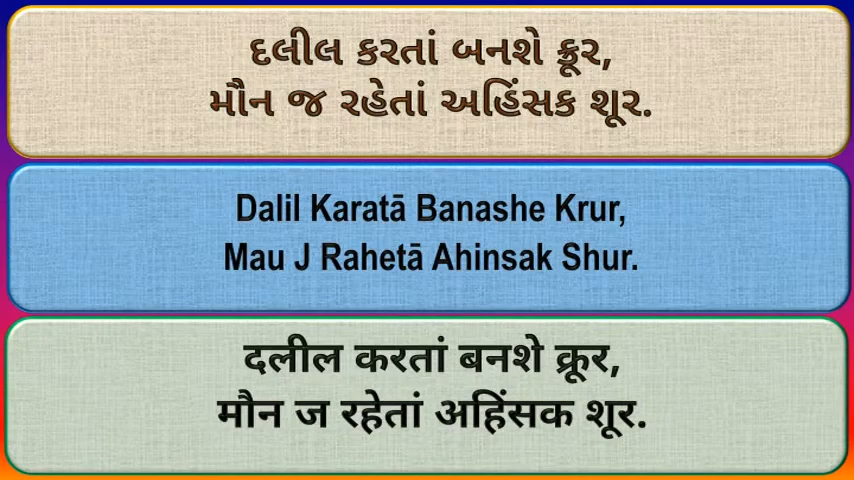 દલીલ કરતાં બનશે ક્રૂર,
મૌન જ રહેતાં અહિંસક શૂર.
Dalil Karatā Banashe Krur,
Mau J Rahetā Ahinsak Shur.
दलील करतां बनशे क्रूर,
मौन ज रहेतां अहिंसक शूर.